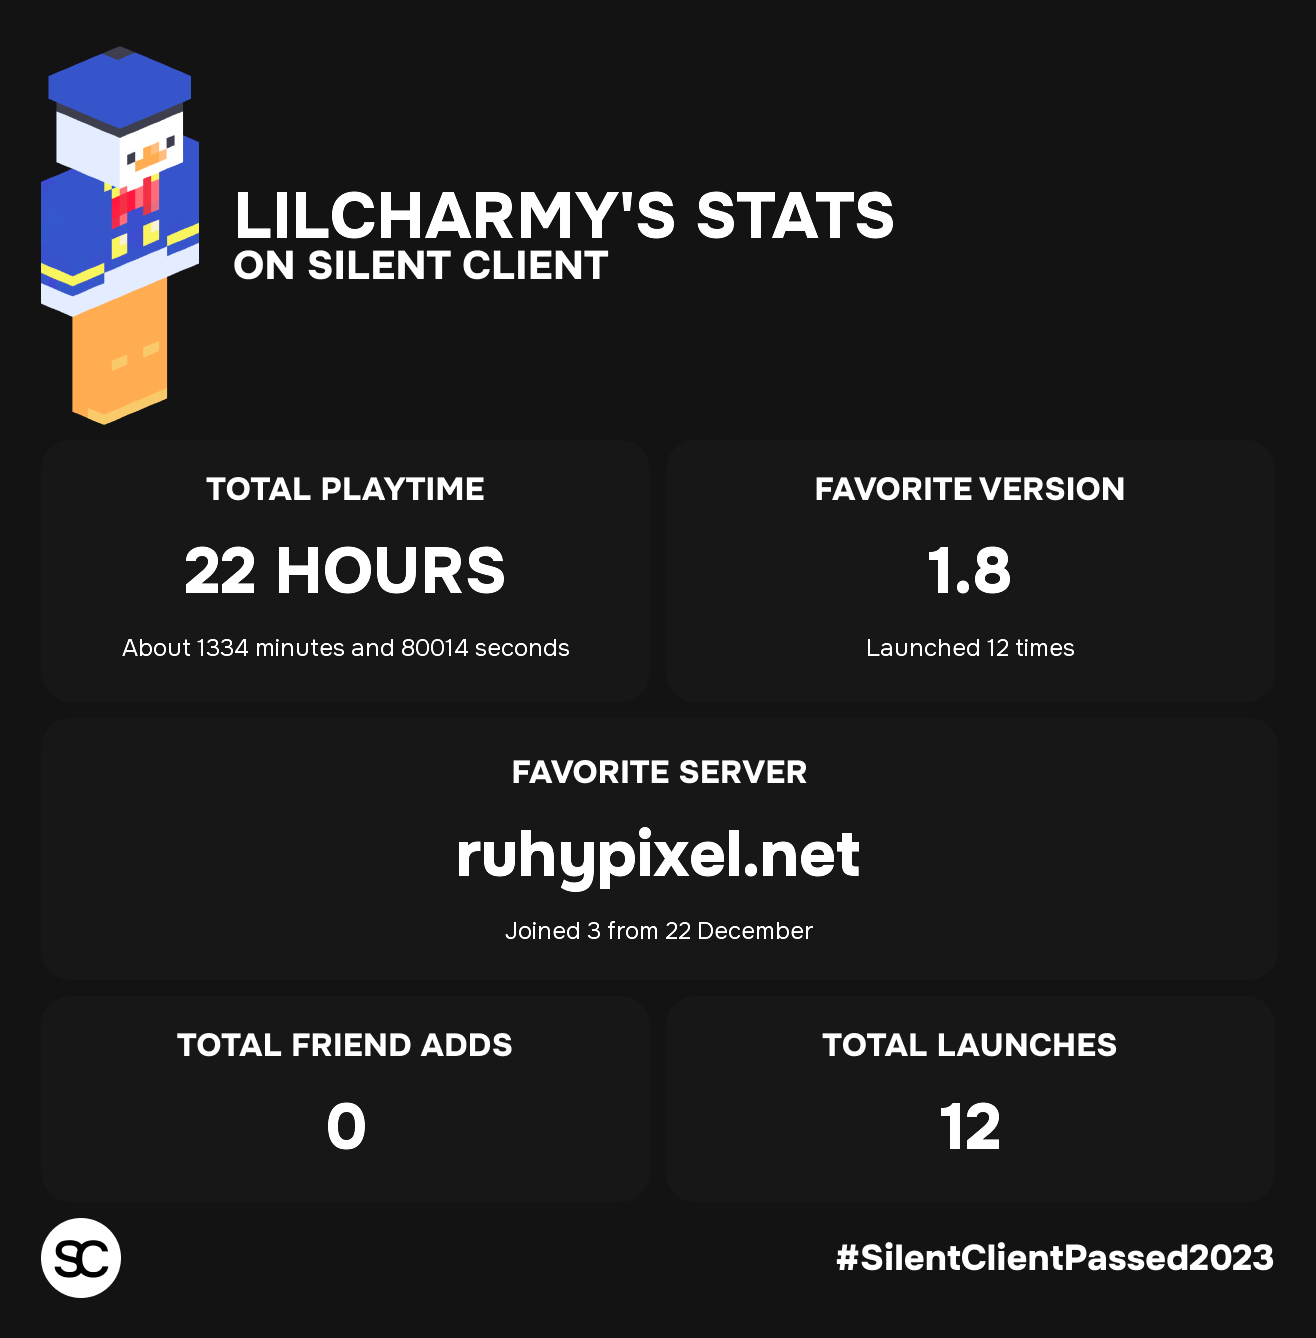 LILCHARMY'S STATS
ON SILENT CLIENT
TOTAL PLAYTIME
22 HOURS
About 1334 minutes and 80014 seconds
FAVORITE VERSION
1.8
Launched 12 times
FAVORITE SERVER
ruhypixel.net
Joined 3 from 22 December
TOTAL FRIEND ADDS
0
TOTAL LAUNCHES
12
SC
#SilentClientPassed2023